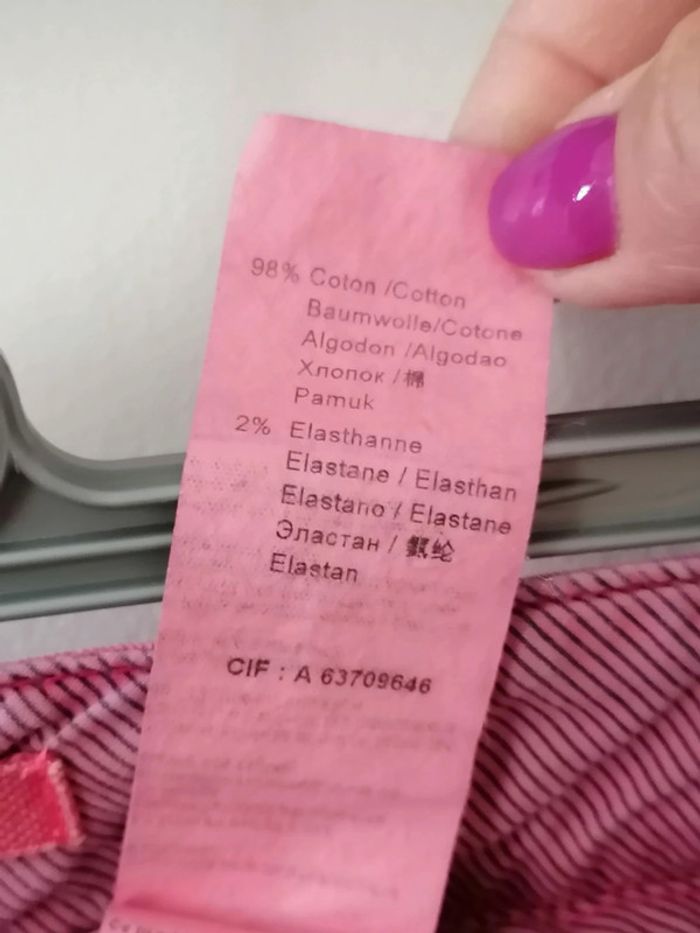 98% Coton /Cotton
Baumwolle/Cotone
Algodon /Algodao
Хлопок /棉
Pamuk
2% Elasthanne
Elastane / Elasthan
Elastano / Elastane
Эластан / 氨纶
Elastan
CIF : A 63709646